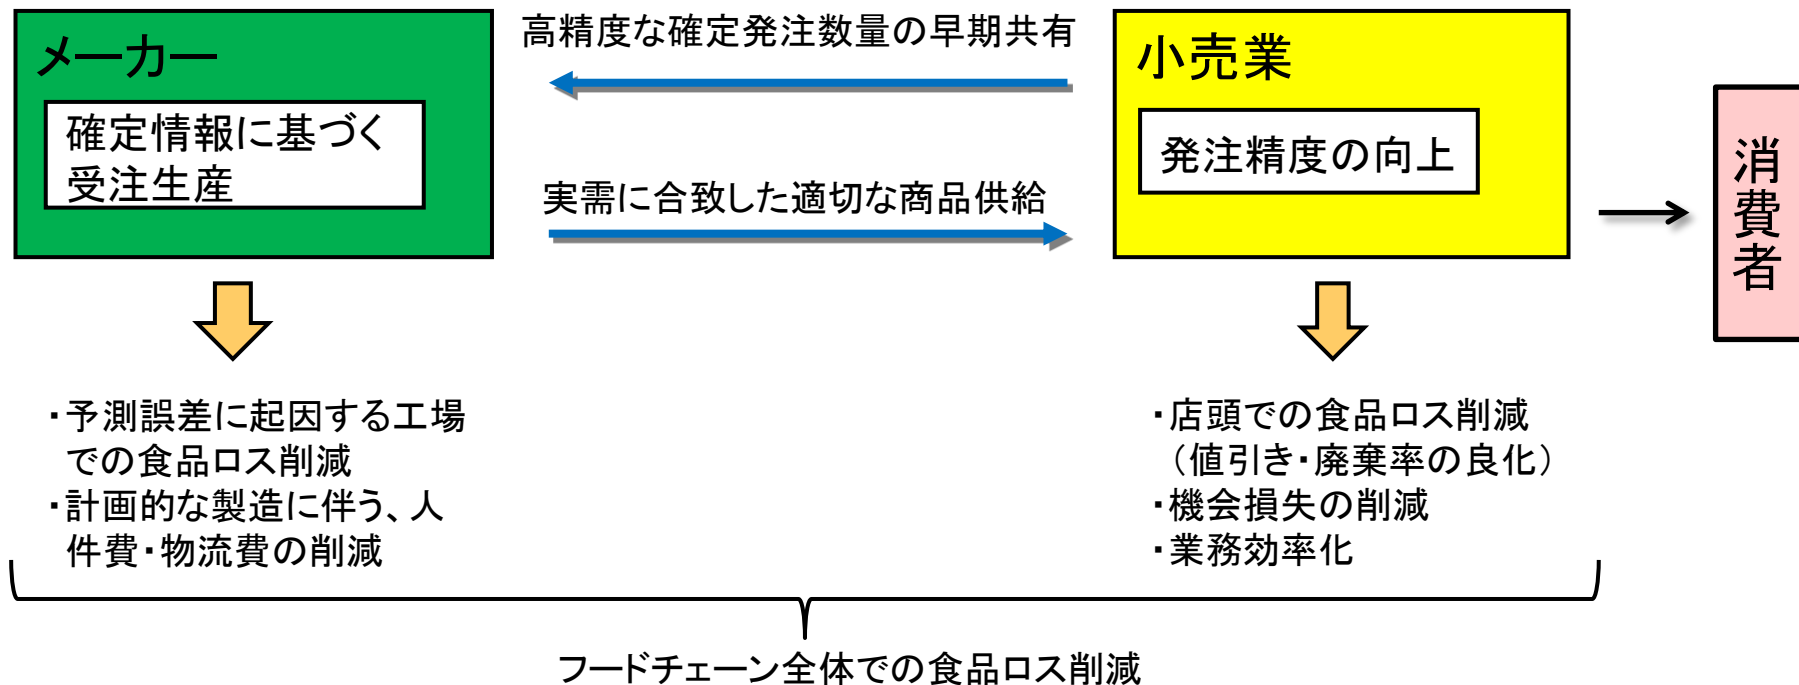 メーカー
確定情報に基づく
受注生産
高精度な確定発注数量の早期共有
実需に合致した適切な商品供給
小売業
発注精度の向上
消費者
・予測誤差に起因する工場
での食品ロス削減
・計画的な製造に伴う、人
件費・物流費の削減
・店頭での食品ロス削減
（値引き・廃棄率の良化）
・機会損失の削減
・業務効率化
フードチェーン全体での食品ロス削減